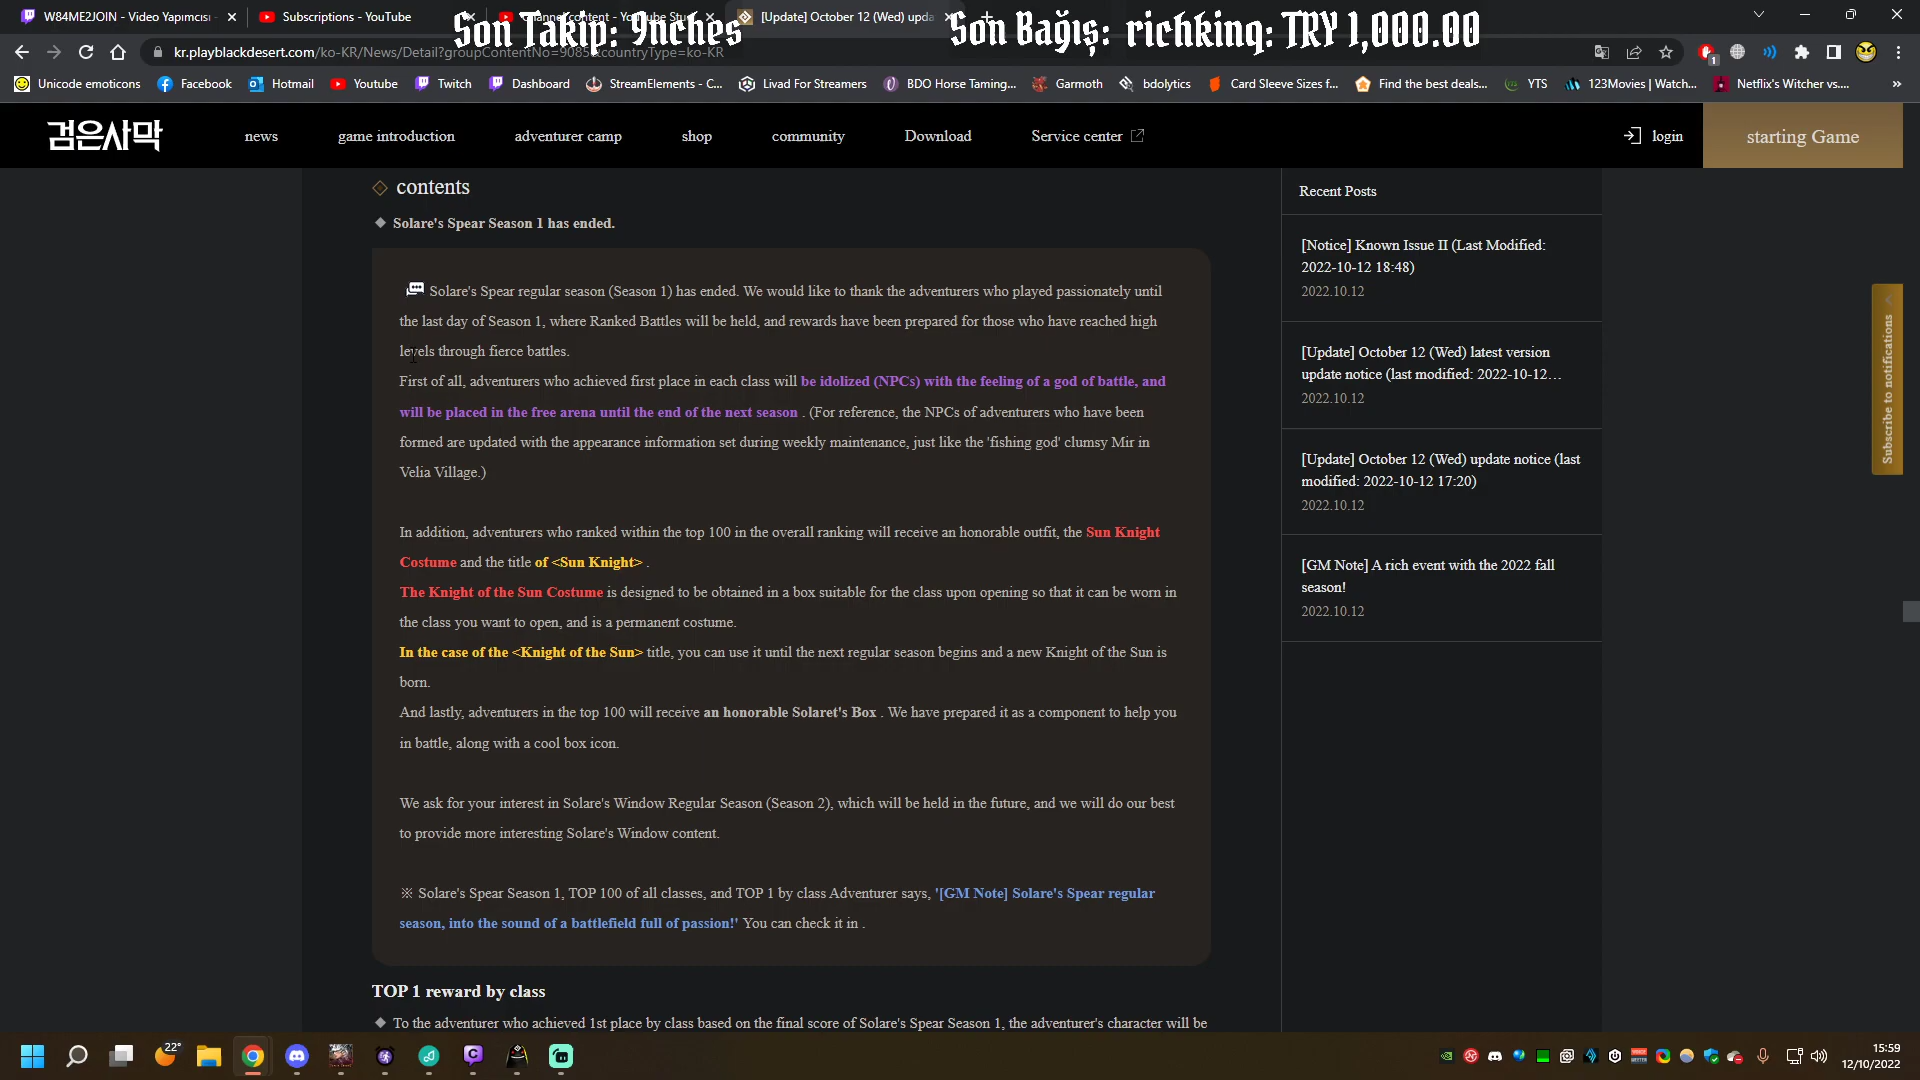 W84ME2JOIN - Video Yapımcısı
Subscriptions - YouTube
Channel content - YouTube Stu
[Update] October 12 (Wed) upda
Son Takip: 9nches
Son Bağış: richking: TRY 1,000.00
kr.playblackdesert.com/ko-KR/News/Detail?groupContentNo=9085&countryType=ko-KR
Unicode emoticons
Facebook
Hotmail
Youtube
Twitch
Dashboard
StreamElements - C...
Livad For Streamers
BDO Horse Taming...
Garmoth
bdolytics
Card Sleeve Sizes f...
Find the best deals...
YTS
123Movies | Watch...
Netflix's Witcher vs....
»
검은사막
news
game introduction
adventurer camp
shop
community
Download
Service center
login
starting Game
contents
Solare's Spear Season 1 has ended.
Solare's Spear regular season (Season 1) has ended. We would like to thank the adventurers who played passionately until
the last day of Season 1, where Ranked Battles will be held, and rewards have been prepared for those who have reached high
levels through fierce battles.
First of all, adventurers who achieved first place in each class will be idolized (NPCs) with the feeling of a god of battle, and
will be placed in the free arena until the end of the next season . (For reference, the NPCs of adventurers who have been
formed are updated with the appearance information set during weekly maintenance, just like the 'fishing god' clumsy Mir in
Velia Village.)
In addition, adventurers who ranked within the top 100 in the overall ranking will receive an honorable outfit, the Sun Knight
Costume and the title of <Sun Knight> .
The Knight of the Sun Costume is designed to be obtained in a box suitable for the class upon opening so that it can be worn in
the class you want to open, and is a permanent costume.
In the case of the <Knight of the Sun> title, you can use it until the next regular season begins and a new Knight of the Sun is
born.
And lastly, adventurers in the top 100 will receive an honorable Solaret's Box . We have prepared it as a component to help you
in battle, along with a cool box icon.
We ask for your interest in Solare's Window Regular Season (Season 2), which will be held in the future, and we will do our best
to provide more interesting Solare's Window content.
※ Solare's Spear Season 1, TOP 100 of all classes, and TOP 1 by class Adventurer says, '[GM Note] Solare's Spear regular
season, into the sound of a battlefield full of passion!' You can check it in .
TOP 1 reward by class
To the adventurer who achieved 1st place by class based on the final score of Solare's Spear Season 1, the adventurer's character will be
Recent Posts
[Notice] Known Issue II (Last Modified:
2022-10-12 18:48)
2022.10.12
[Update] October 12 (Wed) latest version
update notice (last modified: 2022-10-12...
2022.10.12
[Update] October 12 (Wed) update notice (last
modified: 2022-10-12 17:20)
2022.10.12
[GM Note] A rich event with the 2022 fall
season!
2022.10.12
Subscribe to notifications
22°
15:59
12/10/2022